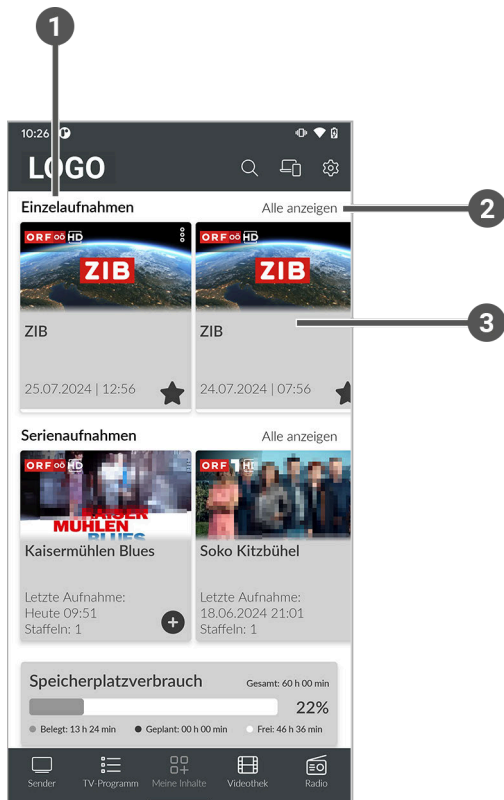 1
10:26
LOGO
Einzelaufnahmen Alle anzeigen
2
ORF oö HD ORF oö HD
ZIB ZIB
3
ZIB ZIB
25.07.2024 | 12:56 24.07.2024 | 07:56
Serienaufnahmen Alle anzeigen
ORF oö HD ORF 1 HD
KAISER
MÜHLEN
BLUES
Kaisermühlen Blues Soko Kitzbühel
Letzte Aufnahme: Letzte Aufnahme:
Heute 09:51 18.06.2024 21:01
Staffeln: 1 Staffeln: 1
Speicherplatzverbrauch Gesamt: 60 h 00 min
22%
Belegt: 13 h 24 min Geplant: 00 h 00 min Frei: 46 h 36 min
Sender TV-Programm Meine Inhalte Videothek Radio